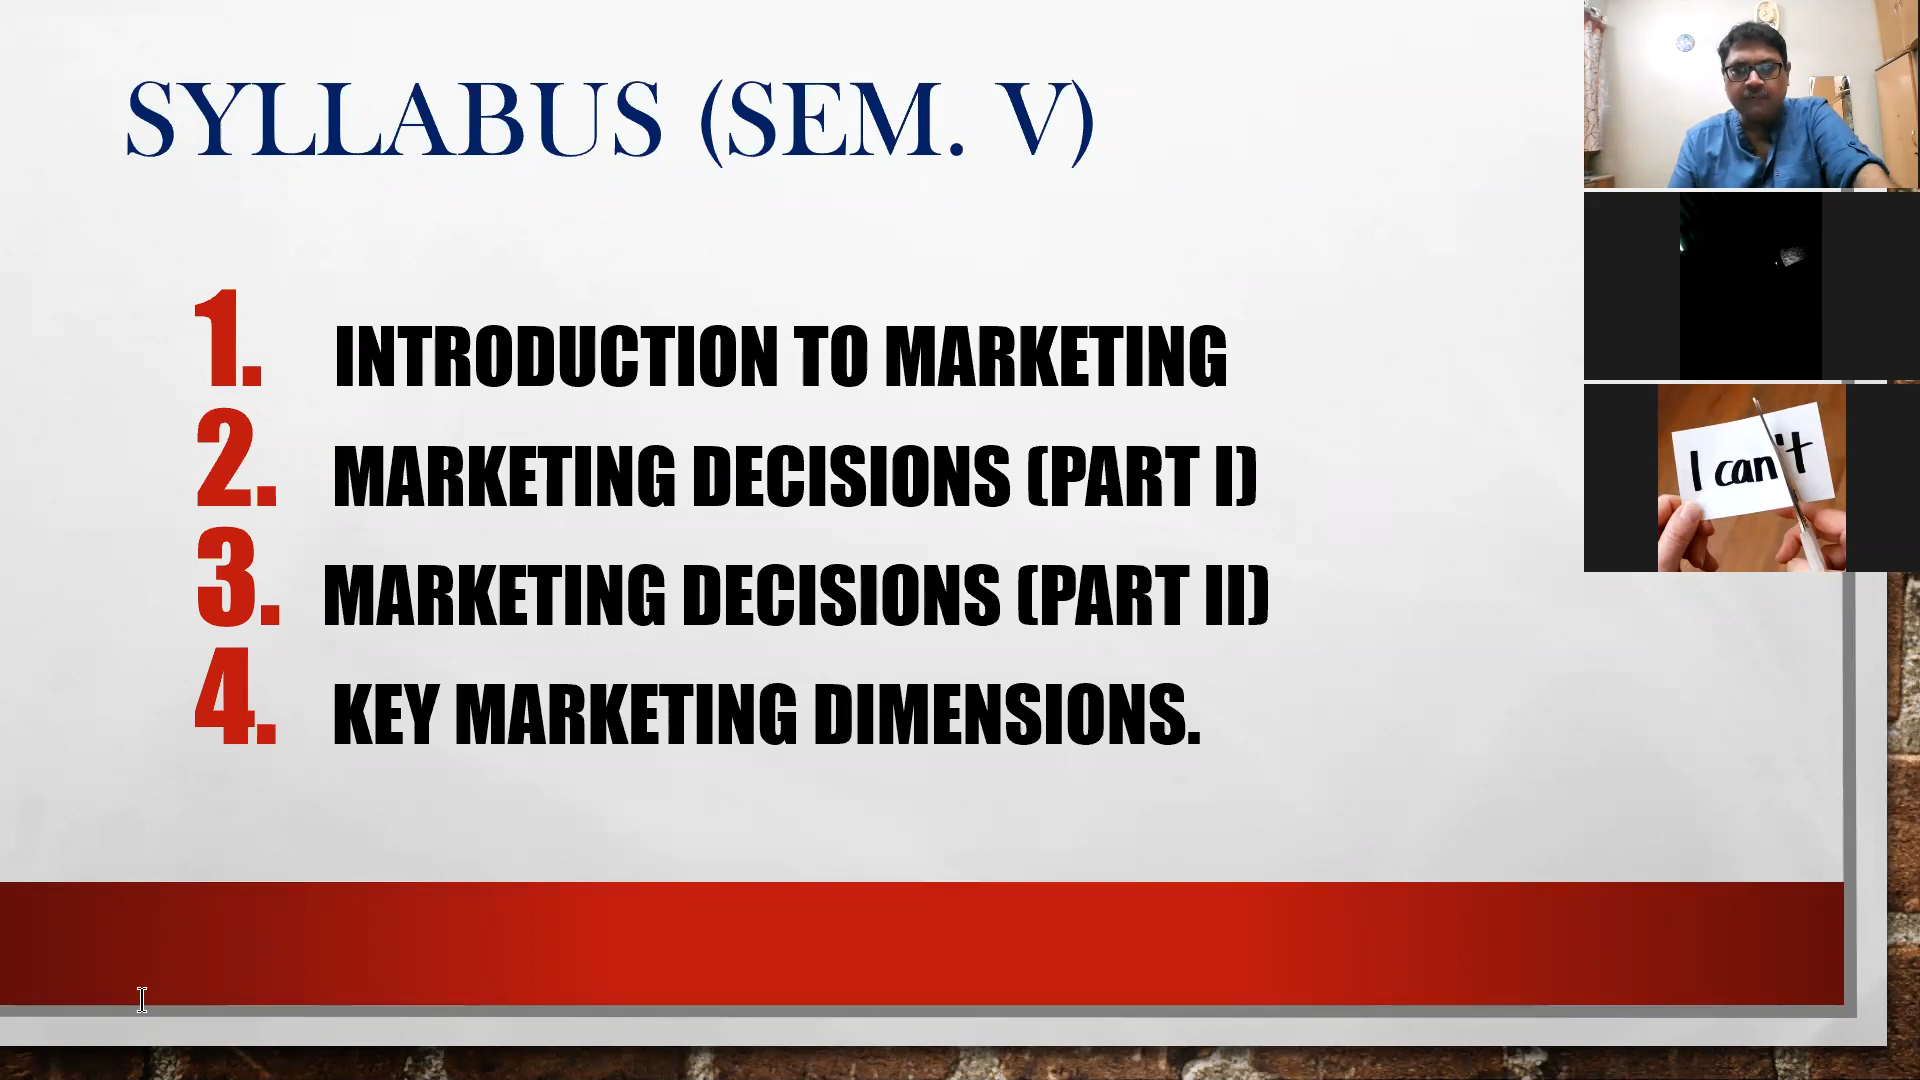 SYLLABUS (SEM. V)
1. INTRODUCTION TO MARKETING
2. MARKETING DECISIONS (PART I)
3. MARKETING DECISIONS (PART II)
4. KEY MARKETING DIMENSIONS.
I can't